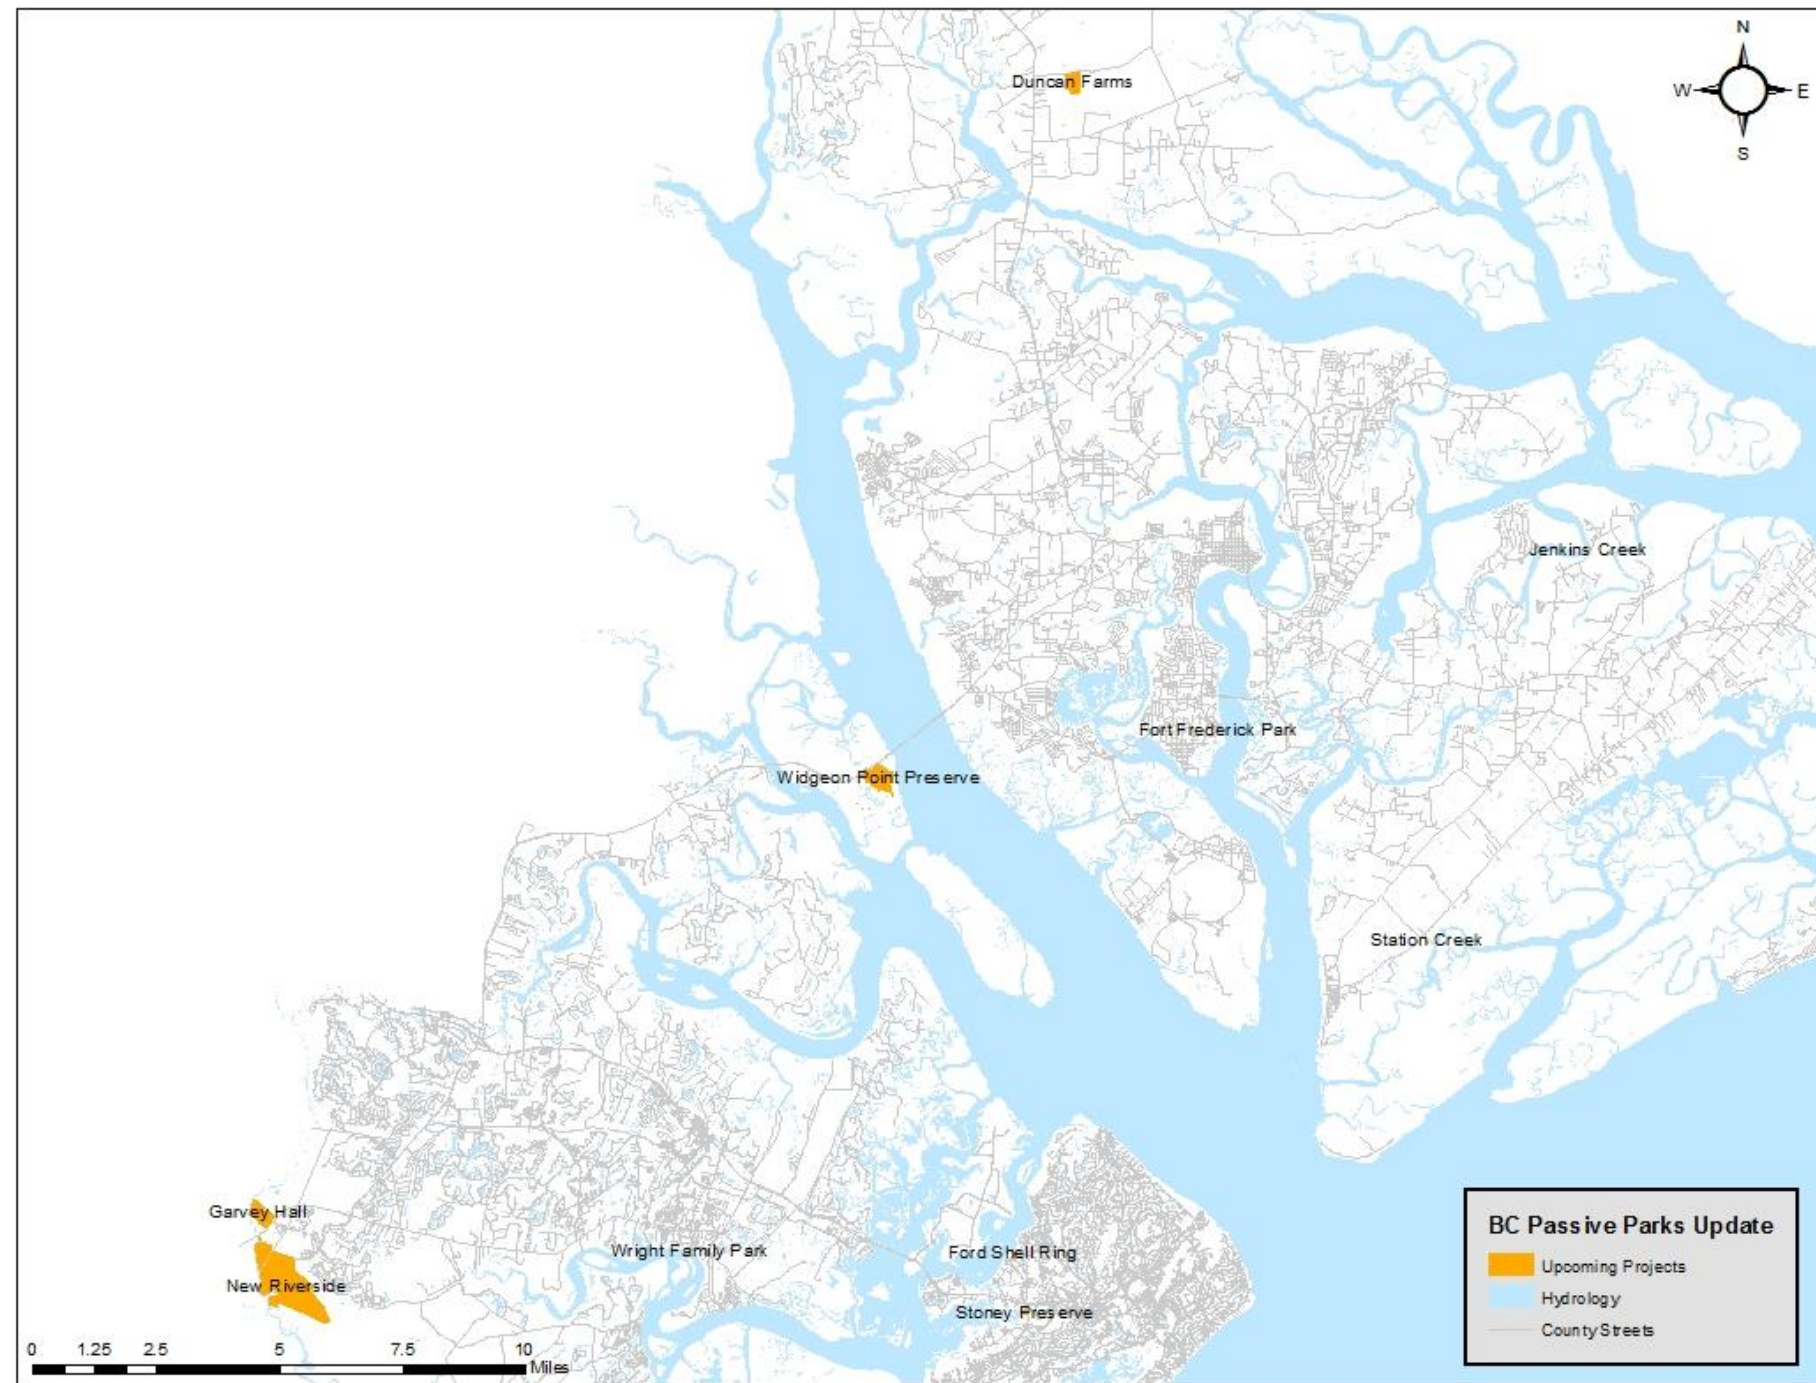 N
Duncan Farms
W E
S
Jenkins Creek
Fort Frederick Park
Widgeon Point Preserve
Station Creek
Garvey Hall
Wright Family Park
Ford Shell Ring
New Riverside
Stoney Preserve
0 1.25 2.5 5 7.5 10
Miles
BC Passive Parks Update
Upcoming Projects
Hydrology
County Streets